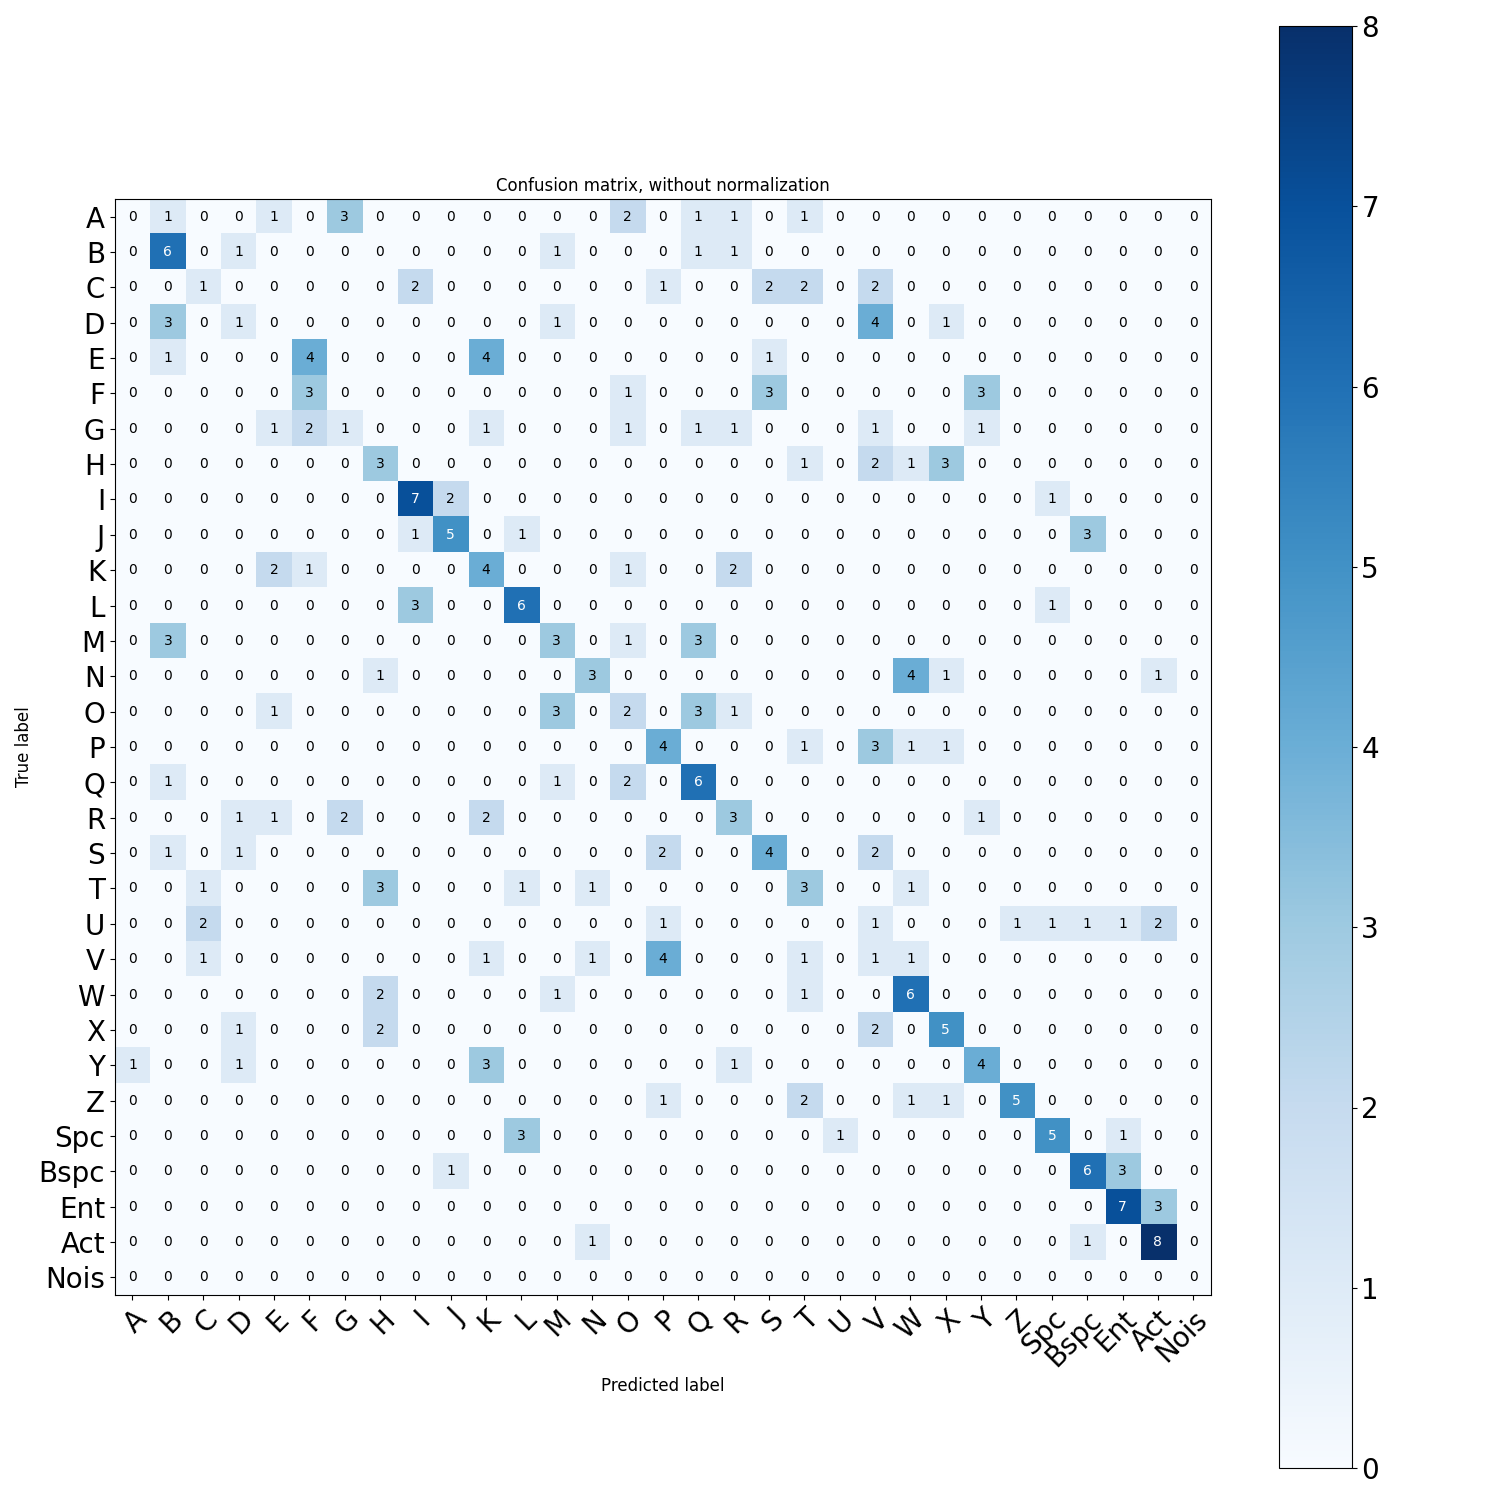 Confusion matrix, without normalization
A 0 1 0 0 1 0 3 0 0 0 0 0 0 0 2 0 1 1 0 1 0 0 0 0 0 0 0 0 0 0 0
B 0 6 0 1 0 0 0 0 0 0 0 0 1 0 0 0 1 1 0 0 0 0 0 0 0 0 0 0 0 0 0
C 0 0 1 0 0 0 0 0 2 0 0 0 0 0 0 1 0 0 2 2 0 2 0 0 0 0 0 0 0 0 0
D 0 3 0 1 0 0 0 0 0 0 0 0 1 0 0 0 0 0 0 0 0 4 0 1 0 0 0 0 0 0 0
E 0 1 0 0 0 4 0 0 0 0 4 0 0 0 0 0 0 0 1 0 0 0 0 0 0 0 0 0 0 0 0
F 0 0 0 0 0 3 0 0 0 0 0 0 0 0 1 0 0 0 3 0 0 0 0 0 3 0 0 0 0 0 0
G 0 0 0 0 1 2 1 0 0 0 1 0 0 0 1 0 1 1 0 0 0 1 0 0 1 0 0 0 0 0 0
H 0 0 0 0 0 0 0 3 0 0 0 0 0 0 0 0 0 0 0 1 0 2 1 3 0 0 0 0 0 0 0
I 0 0 0 0 0 0 0 0 7 2 0 0 0 0 0 0 0 0 0 0 0 0 0 0 0 0 1 0 0 0 0
J 0 0 0 0 0 0 0 0 1 5 0 1 0 0 0 0 0 0 0 0 0 0 0 0 0 0 0 3 0 0 0
K 0 0 0 0 2 1 0 0 0 0 4 0 0 0 1 0 0 2 0 0 0 0 0 0 0 0 0 0 0 0 0
L 0 0 0 0 0 0 0 0 3 0 0 6 0 0 0 0 0 0 0 0 0 0 0 0 0 0 1 0 0 0 0
M 0 3 0 0 0 0 0 0 0 0 0 0 3 0 1 0 3 0 0 0 0 0 0 0 0 0 0 0 0 0 0
N 0 0 0 0 0 0 0 1 0 0 0 0 0 3 0 0 0 0 0 0 0 0 4 1 0 0 0 0 0 1 0
O 0 0 0 0 1 0 0 0 0 0 0 0 3 0 2 0 3 1 0 0 0 0 0 0 0 0 0 0 0 0 0
P 0 0 0 0 0 0 0 0 0 0 0 0 0 0 0 4 0 0 0 1 0 3 1 1 0 0 0 0 0 0 0
Q 0 1 0 0 0 0 0 0 0 0 0 0 1 0 2 0 6 0 0 0 0 0 0 0 0 0 0 0 0 0 0
R 0 0 0 1 1 0 2 0 0 0 2 0 0 0 0 0 0 3 0 0 0 0 0 0 1 0 0 0 0 0 0
S 0 1 0 1 0 0 0 0 0 0 0 0 0 0 0 2 0 0 4 0 0 2 0 0 0 0 0 0 0 0 0
T 0 0 1 0 0 0 0 3 0 0 0 1 0 1 0 0 0 0 0 3 0 0 1 0 0 0 0 0 0 0 0
U 0 0 2 0 0 0 0 0 0 0 0 0 0 0 0 1 0 0 0 0 0 1 0 0 0 1 1 1 1 2 0
V 0 0 1 0 0 0 0 0 0 0 1 0 0 1 0 4 0 0 0 1 0 1 1 0 0 0 0 0 0 0 0
W 0 0 0 0 0 0 0 2 0 0 0 0 1 0 0 0 0 0 0 1 0 0 6 0 0 0 0 0 0 0 0
X 0 0 0 1 0 0 0 2 0 0 0 0 0 0 0 0 0 0 0 0 0 2 0 5 0 0 0 0 0 0 0
Y 1 0 0 1 0 0 0 0 0 0 3 0 0 0 0 0 0 1 0 0 0 0 0 0 4 0 0 0 0 0 0
Z 0 0 0 0 0 0 0 0 0 0 0 0 0 0 0 1 0 0 0 2 0 0 1 1 0 5 0 0 0 0 0
Spc 0 0 0 0 0 0 0 0 0 0 0 3 0 0 0 0 0 0 0 0 1 0 0 0 0 0 5 0 1 0 0
Bspc 0 0 0 0 0 0 0 0 0 1 0 0 0 0 0 0 0 0 0 0 0 0 0 0 0 0 0 6 3 0 0
Ent 0 0 0 0 0 0 0 0 0 0 0 0 0 0 0 0 0 0 0 0 0 0 0 0 0 0 0 0 7 3 0
Act 0 0 0 0 0 0 0 0 0 0 0 0 0 1 0 0 0 0 0 0 0 0 0 0 0 0 0 1 0 8 0
Nois 0 0 0 0 0 0 0 0 0 0 0 0 0 0 0 0 0 0 0 0 0 0 0 0 0 0 0 0 0 0 0
A B C D E F G H I J K L M N O P Q R S T U V W X Y Z Spc Bspc Ent Act Nois
Predicted label
True label
8
7
6
5
4
3
2
1
0